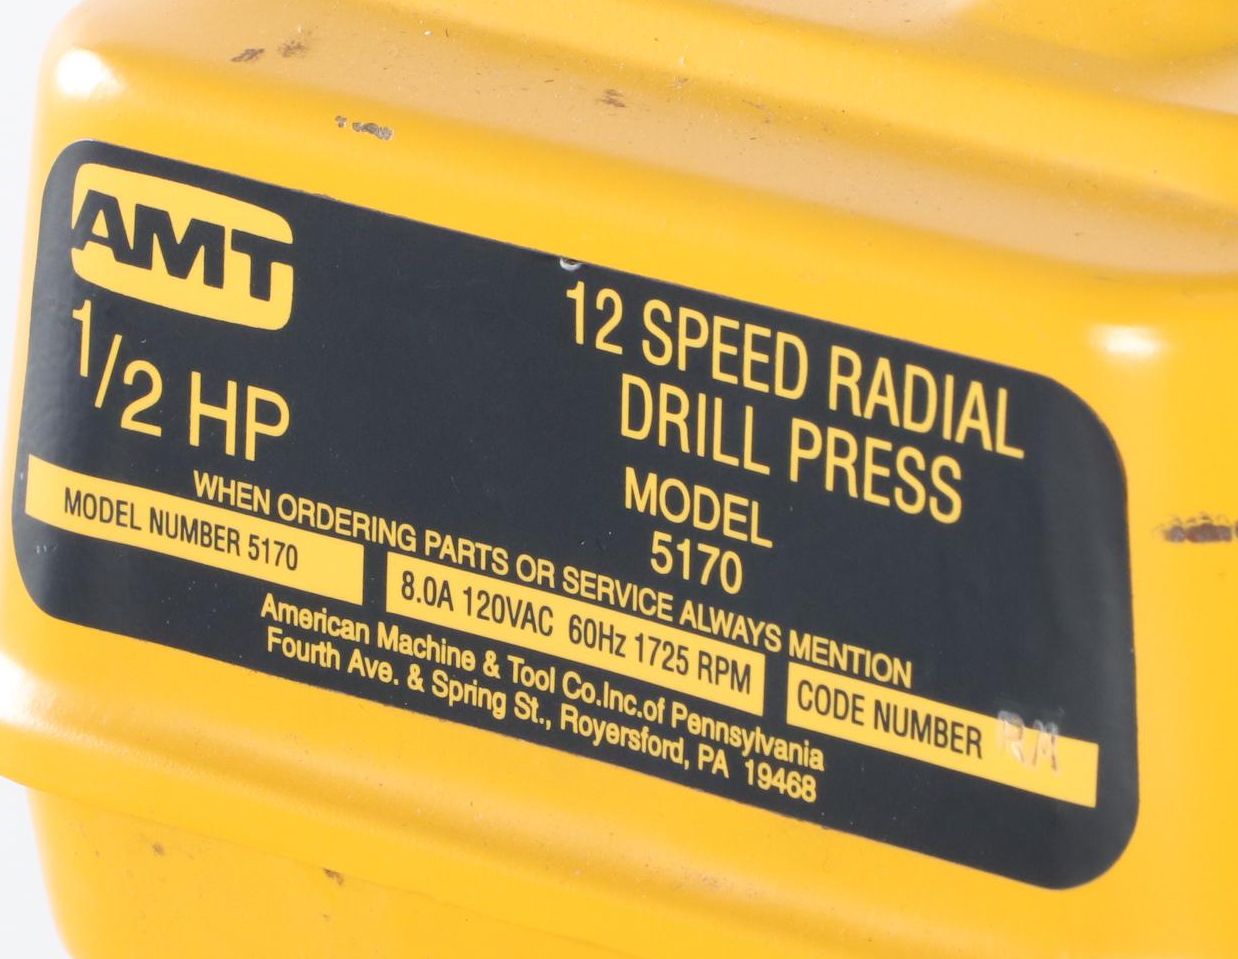 AMT
1/2 HP
12 SPEED RADIAL
DRILL PRESS
MODEL
5170
WHEN ORDERING PARTS OR SERVICE ALWAYS MENTION
MODEL NUMBER 5170
8.0A 120VAC 60Hz 1725 RPM
CODE NUMBER RM
American Machine & Tool Co.Inc.of Pennsylvania
Fourth Ave. & Spring St., Royersford, PA 19468